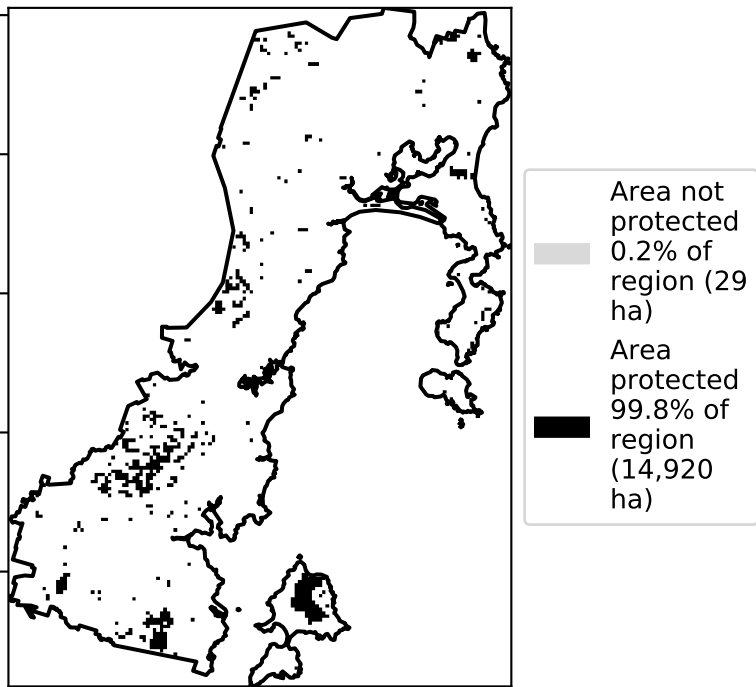 Area not
protected
0.2% of
region (29
ha)
Area
protected
99.8% of
region
(14,920
ha)